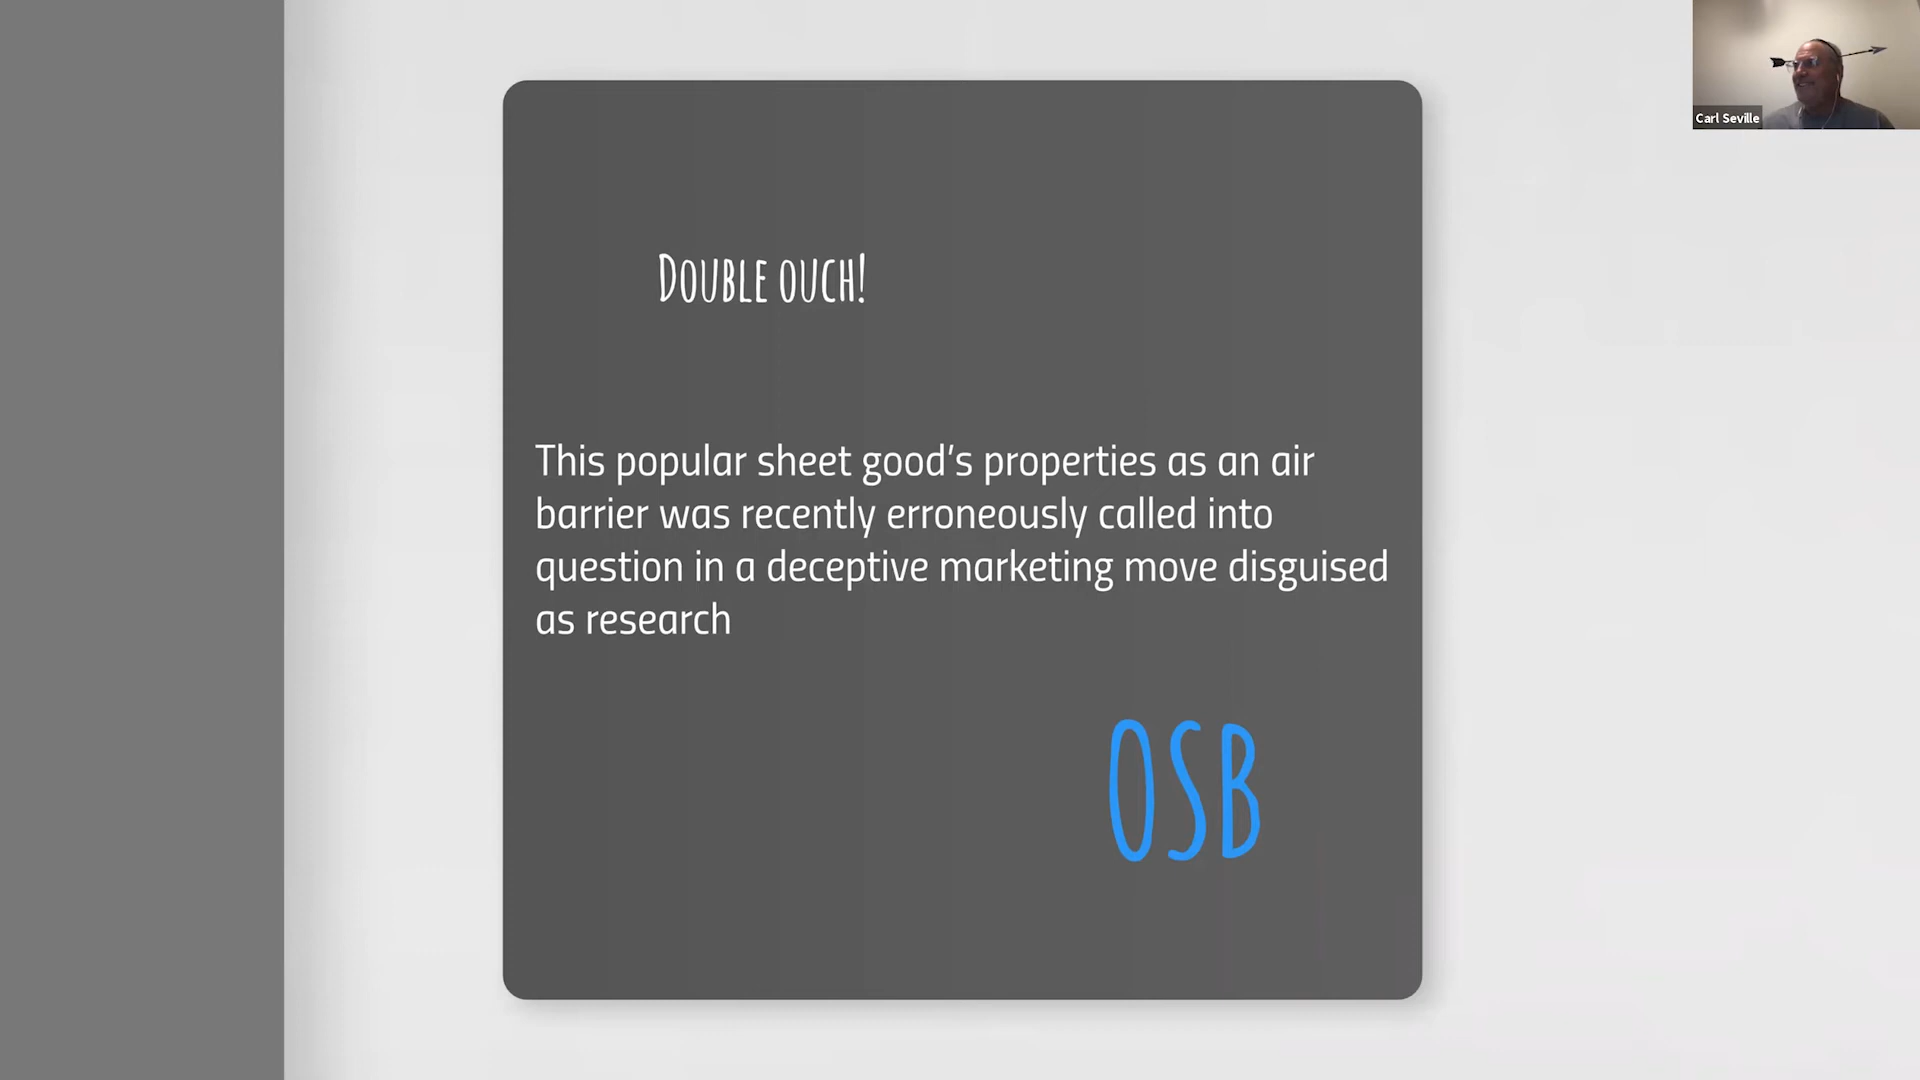 Carl Seville
Double ouch!
This popular sheet good's properties as an air
barrier was recently erroneously called into
question in a deceptive marketing move disguised
as research
OSB